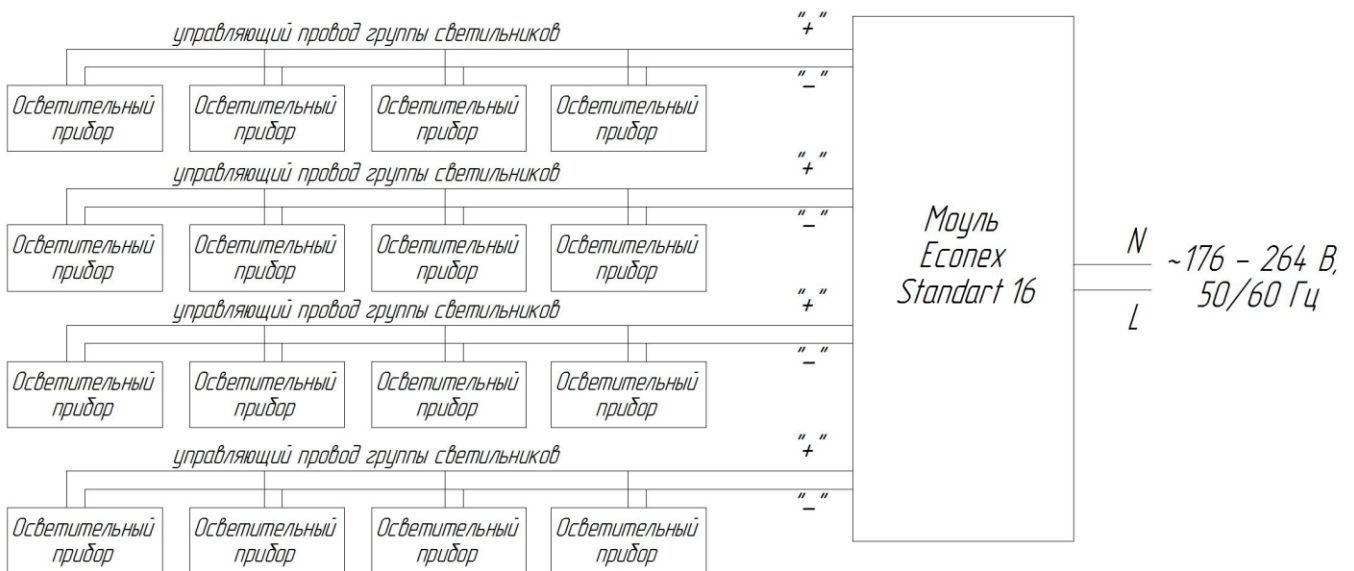 управляющий провод группы светильников "+"
"–"
Осветительный прибор Осветительный прибор Осветительный прибор Осветительный прибор
управляющий провод группы светильников "+"
"–"
Осветительный прибор Осветительный прибор Осветительный прибор Осветительный прибор
управляющий провод группы светильников "+"
"–"
Осветительный прибор Осветительный прибор Осветительный прибор Осветительный прибор
управляющий провод группы светильников "+"
"–"
Осветительный прибор Осветительный прибор Осветительный прибор Осветительный прибор
Моуль
Econex
Standart 16
N
L
~176 – 264 В,
50/60 Гц